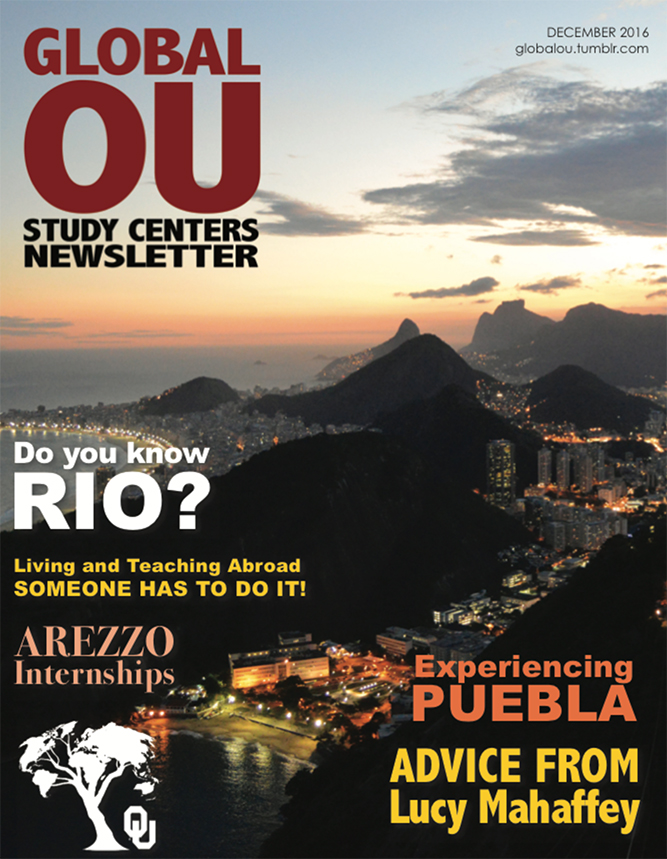 GLOBAL
OU
STUDY CENTERS
NEWSLETTER
DECEMBER 2016
globalou.tumblr.com
Do you know
RIO?
Living and Teaching Abroad
SOMEONE HAS TO DO IT!
AREZZO
Internships
Experiencing
PUEBLA
ADVICE FROM
Lucy Mahaffey
OU